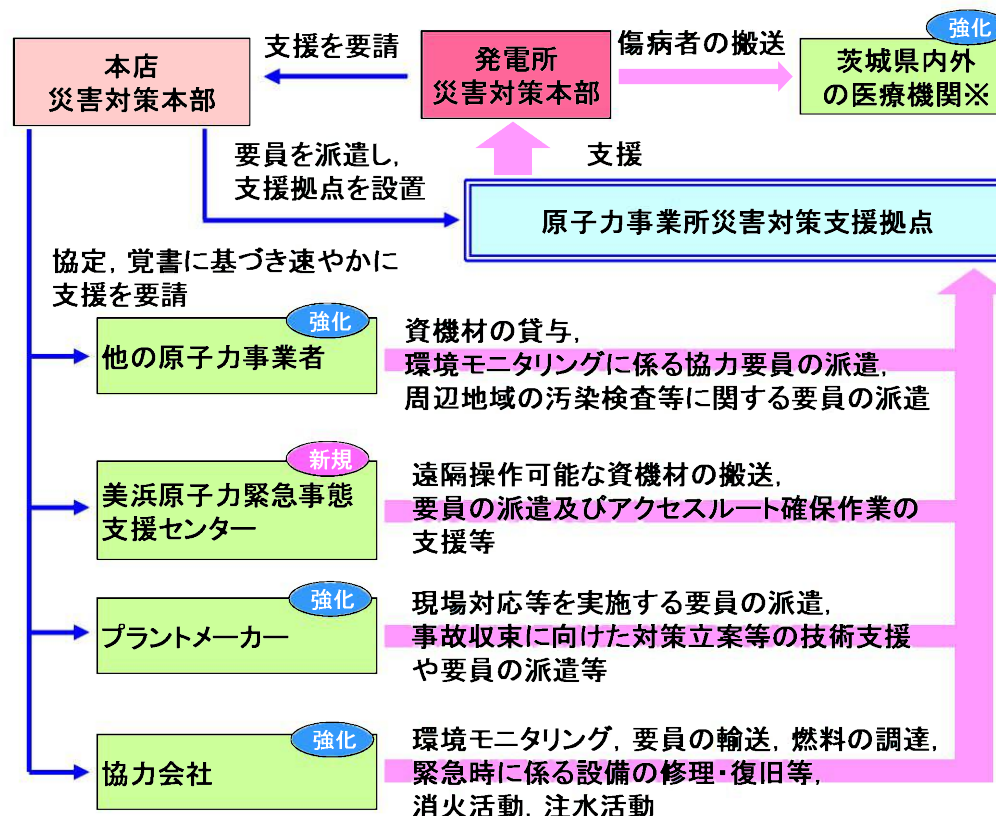 強化
支援を要請
傷病者の搬送
本店
災害対策本部
発電所
災害対策本部
茨城県内外
の医療機関※
要員を派遣し，
支援拠点を設置
支援
原子力事業所災害対策支援拠点
協定，覚書に基づき速やかに
支援を要請
強化
他の原子力事業者
資機材の貸与，
環境モニタリングに係る協力要員の派遣，
周辺地域の汚染検査等に関する要員の派遣
新規
美浜原子力緊急事態
支援センター
遠隔操作可能な資機材の搬送，
要員の派遣及びアクセスルート確保作業の
支援等
強化
プラントメーカー
現場対応等を実施する要員の派遣，
事故収束に向けた対策立案等の技術支援
や要員の派遣等
強化
協力会社
環境モニタリング，要員の輸送，燃料の調達，
緊急時に係る設備の修理・復旧等，
消火活動，注水活動